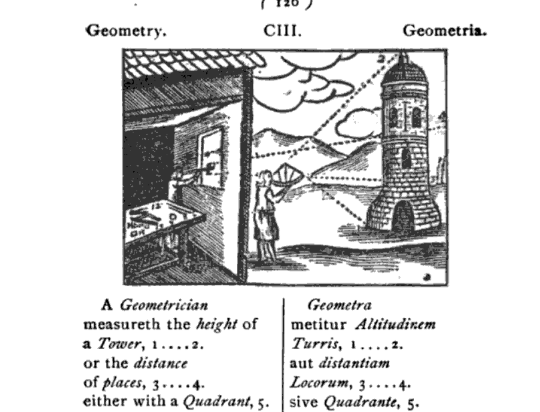 Geometry. CIII. Geometria.
A Geometrician
measureth the height of
a Tower, 1....2.
or the distance
of places, 3....4.
either with a Quadrant, 5.
Geometra
metitur Altitudinem
Turris, 1....2.
aut distantiam
Locorum, 3....4.
sive Quadrante, 5.